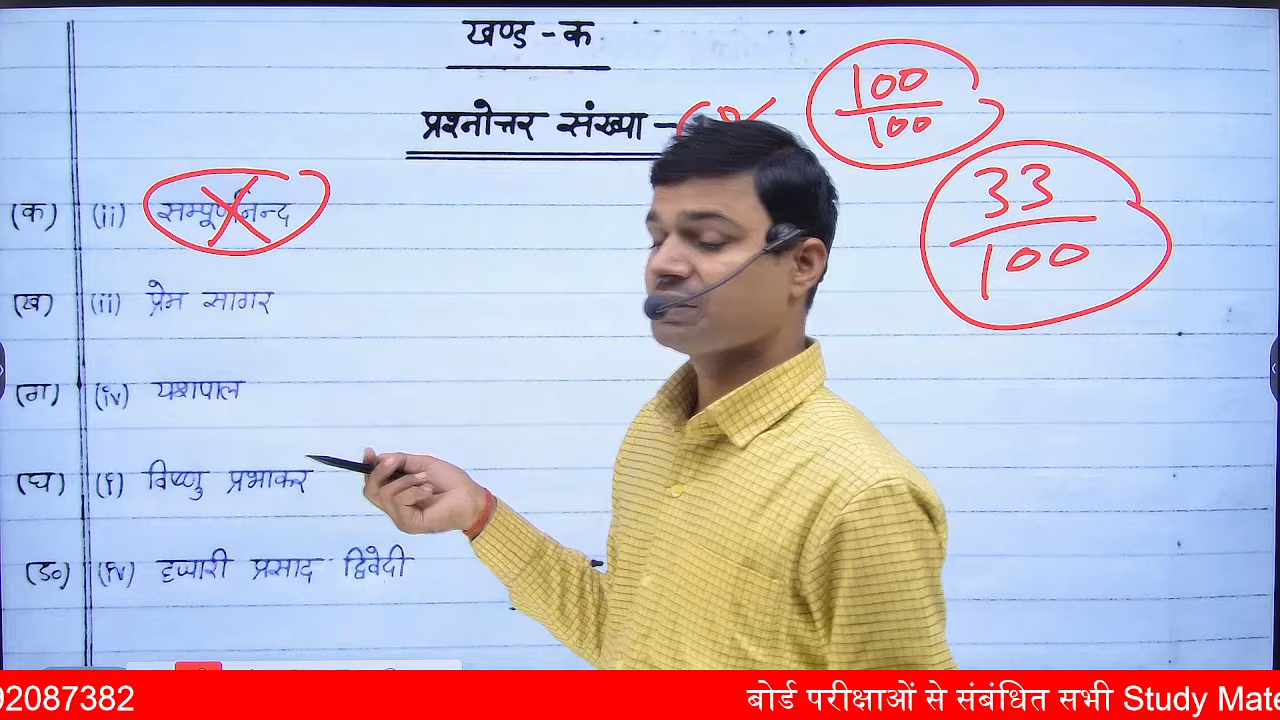 खण्ड - क
प्रश्नोत्तर संख्या -
100
100
33
100
(क) (ii) सम्पूर्णानन्द
(ख) (ii) प्रेम सागर
(ग) (iv) यशपाल
(घ) (i) विष्णु प्रभाकर
(ड०) (iv) हजारी प्रसाद द्विवेदी
92087382
बोर्ड परीक्षाओं से संबंधित सभी Study Mate